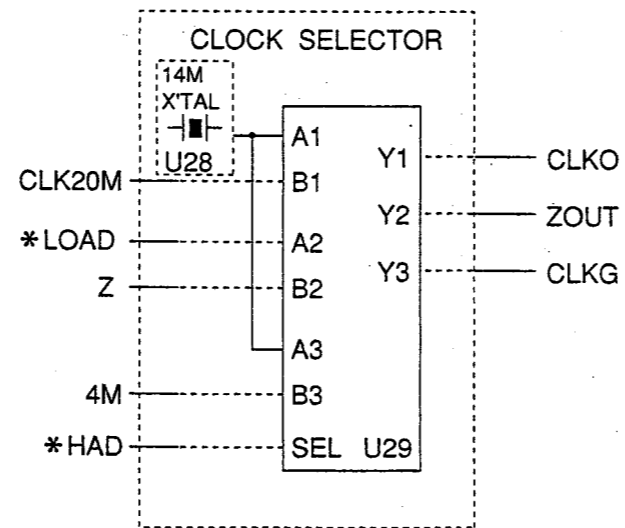 CLOCK SELECTOR
14M
X'TAL
U28
A1
Y1
CLKO
CLK20M
B1
Y2
ZOUT
*LOAD
A2
Y3
CLKG
Z
B2
A3
4M
B3
*HAD
SEL U29